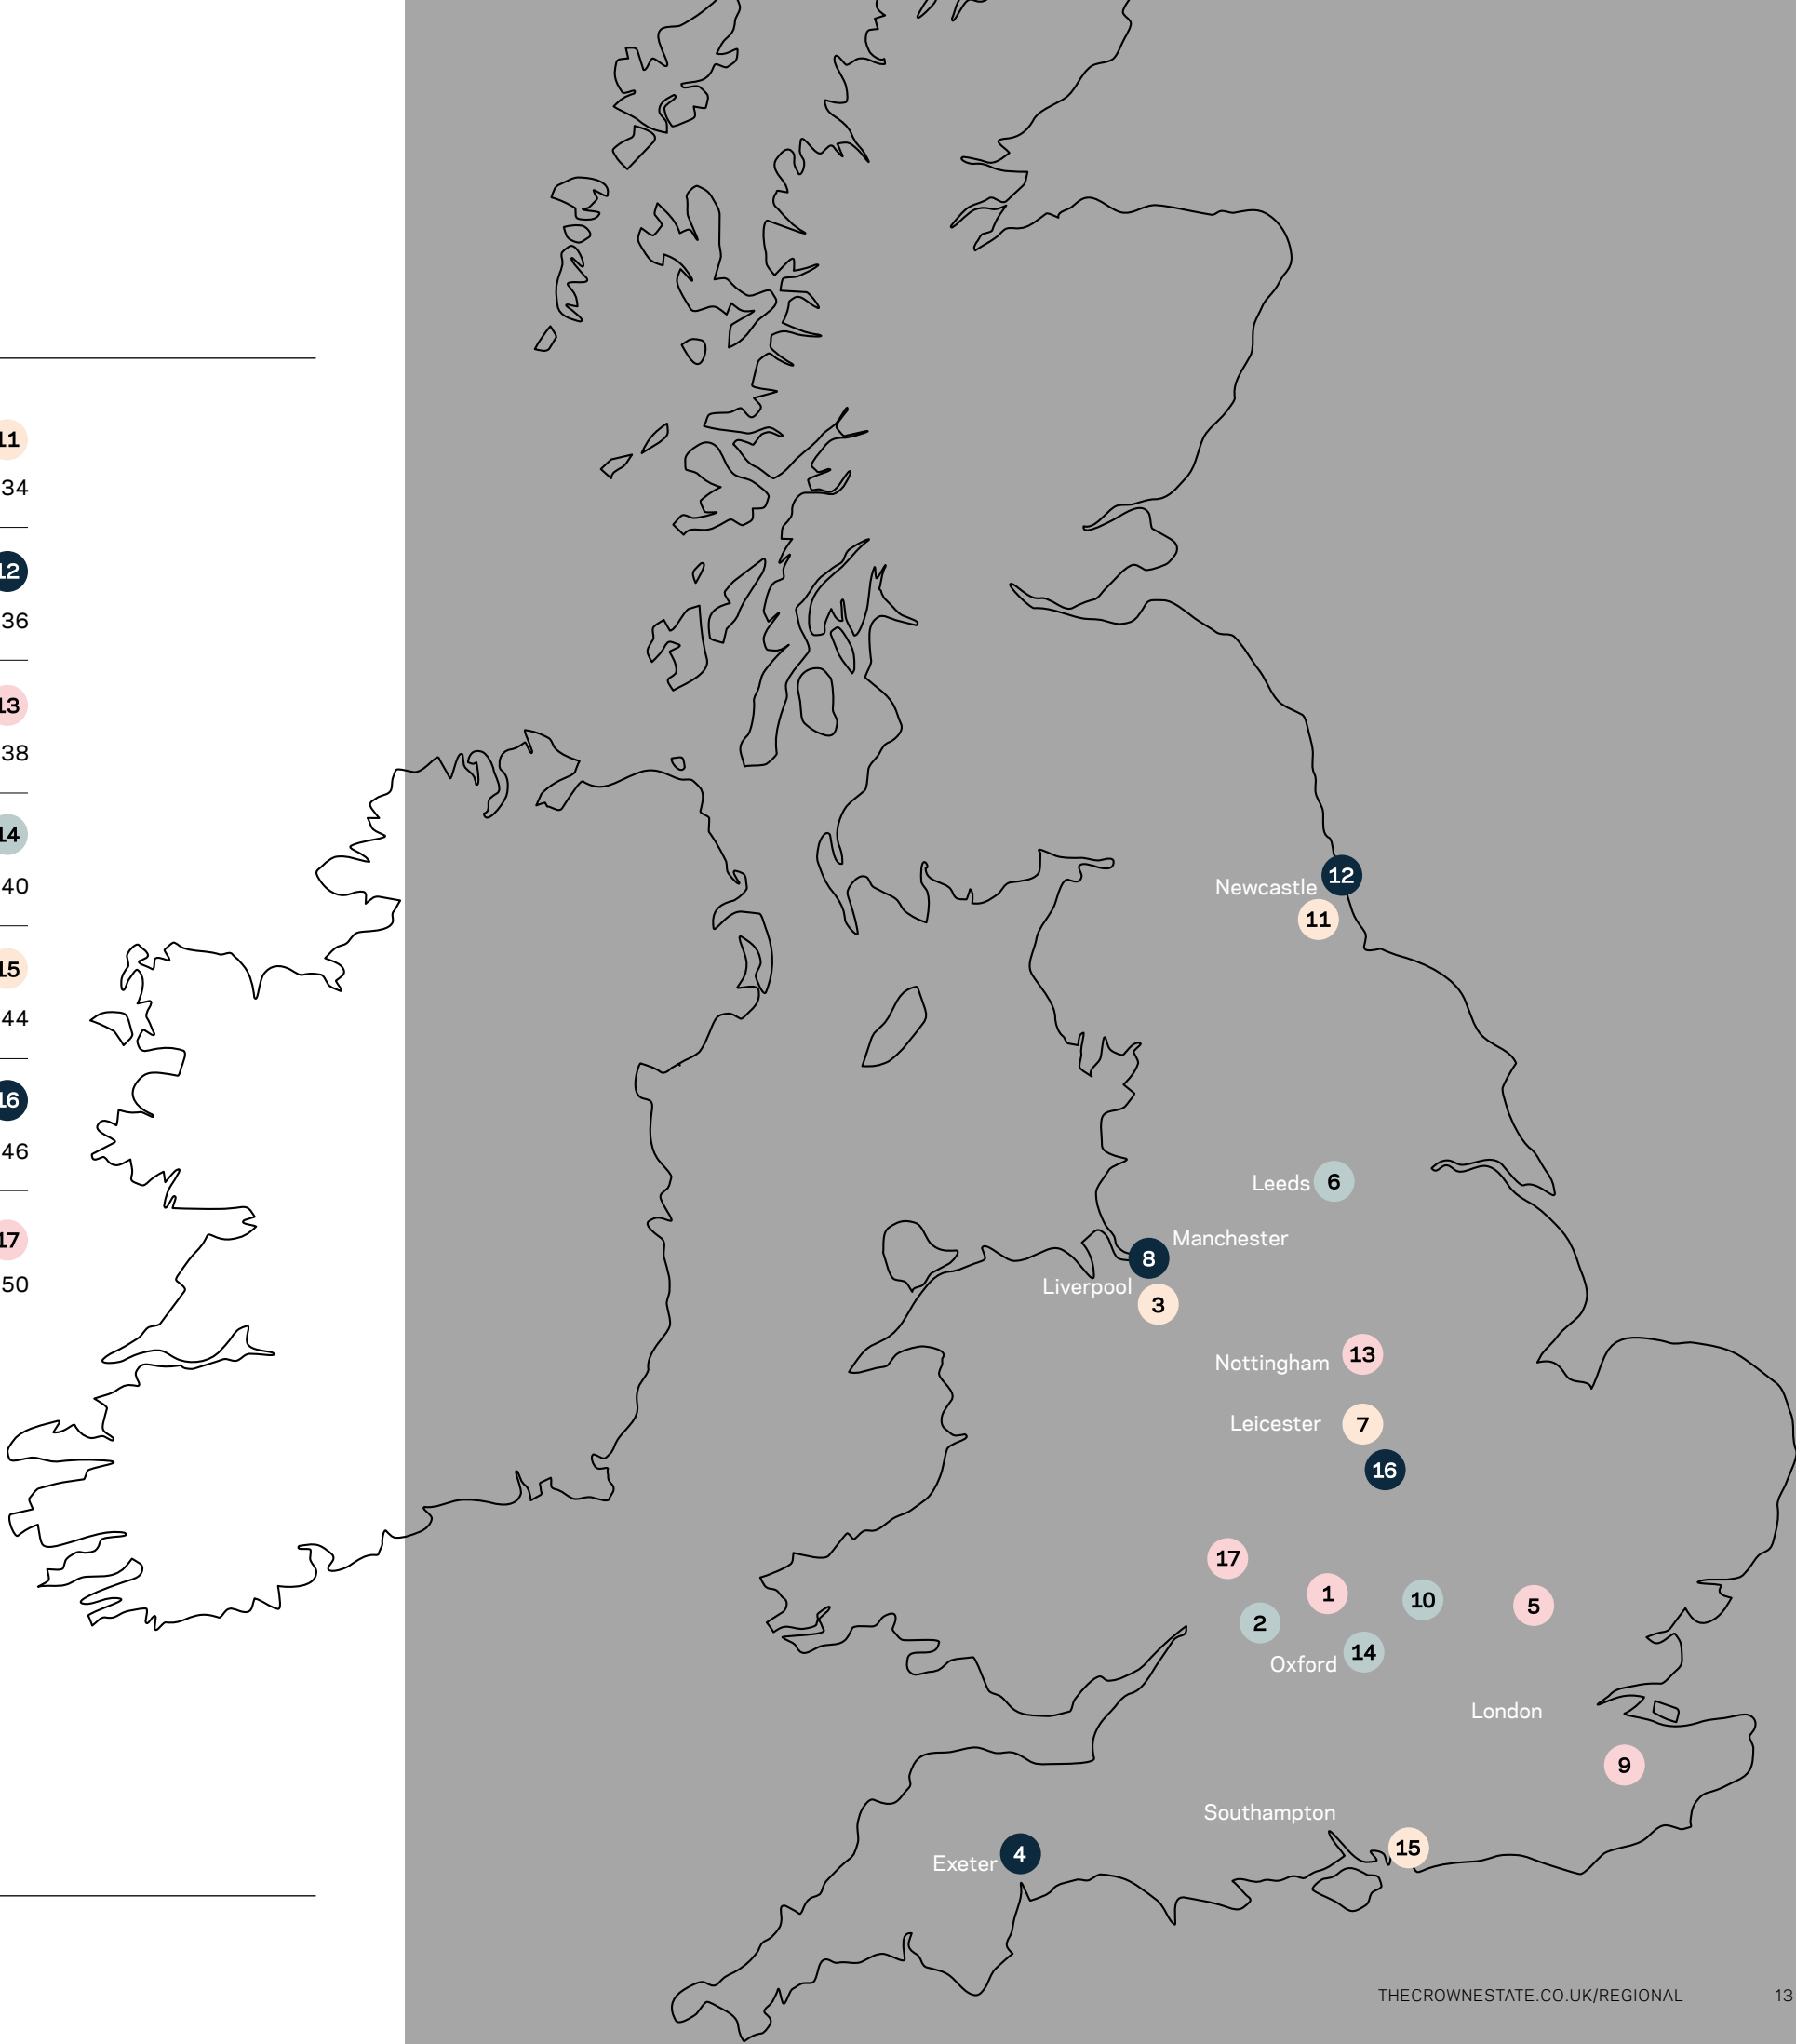 11
34
12
36
13
38
14
40
15
44
16
46
17
50
12
Newcastle
11
Leeds 6
Manchester
8
Liverpool
3
13
Nottingham
Leicester 7
16
17
1
10
5
2
14
Oxford
London
9
Southampton
15
4
Exeter
THECROWNESTATE.CO.UK/REGIONAL 13